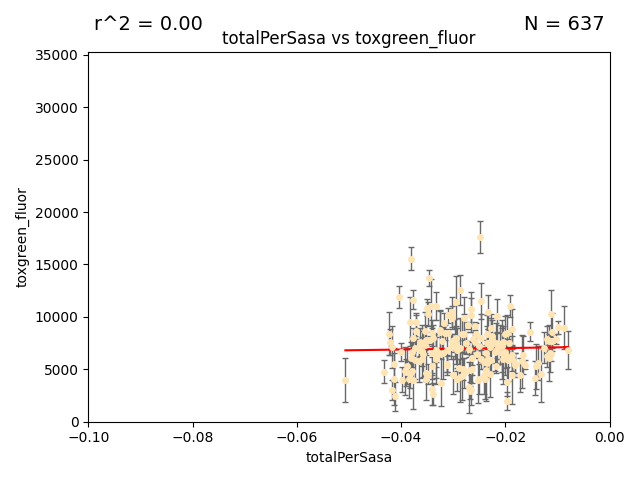 r^2 = 0.00
N = 637
totalPerSasa vs toxgreen_fluor
35000
30000
25000
20000
15000
10000
5000
0
toxgreen_fluor
−0.10
−0.08
−0.06
−0.04
−0.02
0.00
totalPerSasa